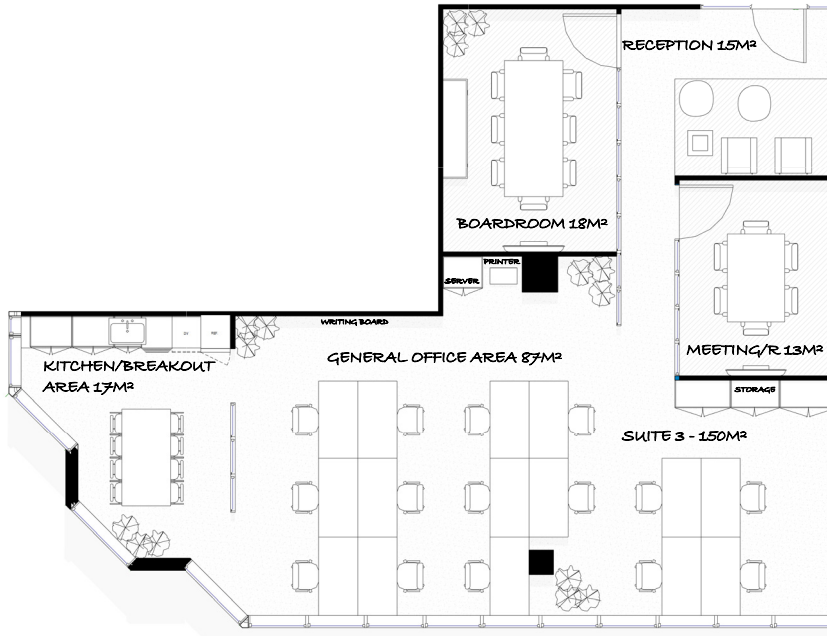 RECEPTION 15M²
BOARDROOM 18M²
PRINTER
SERVER
WRITING BOARD
MEETING/R 13M²
GENERAL OFFICE AREA 87M²
KITCHEN/BREAKOUT
AREA 17M²
STORAGE
SUITE 3 - 150M²